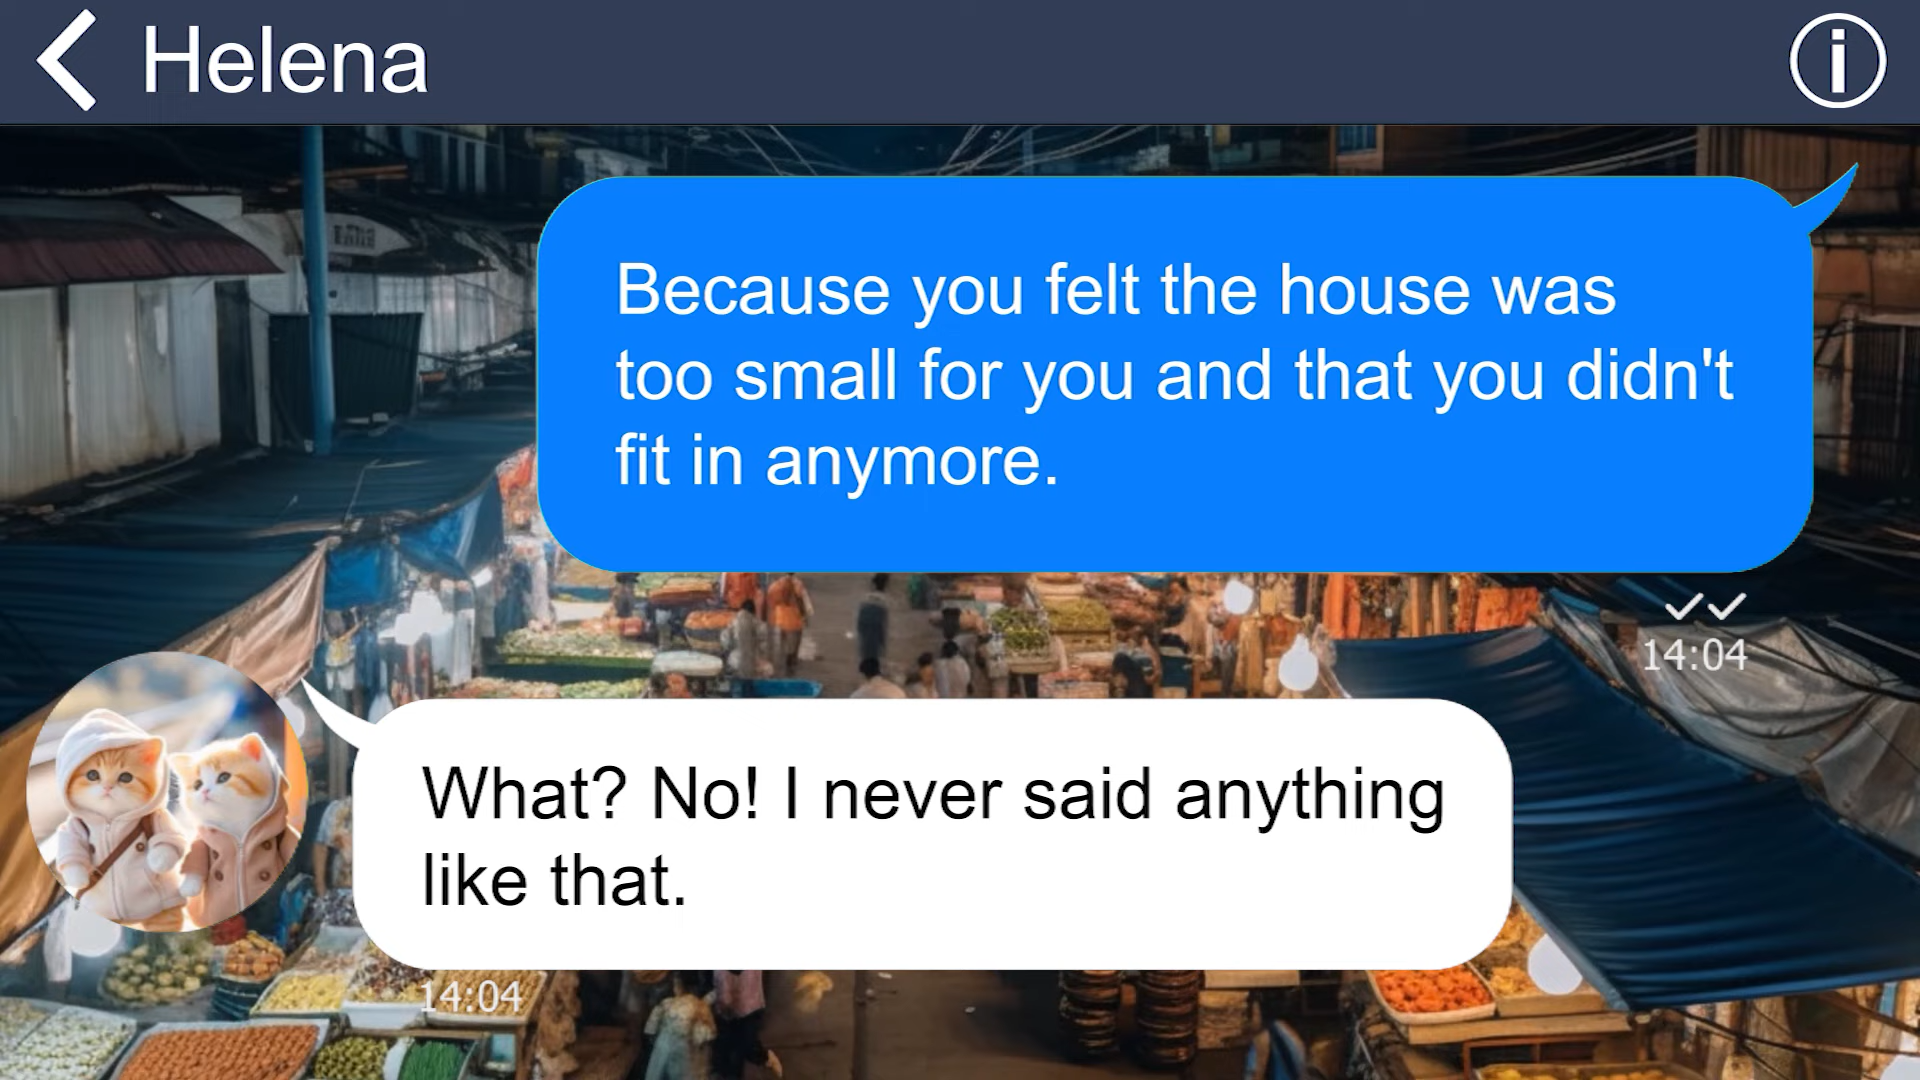 Helena
Because you felt the house was
too small for you and that you didn't
fit in anymore.
14:04
What? No! I never said anything
like that.
14:04